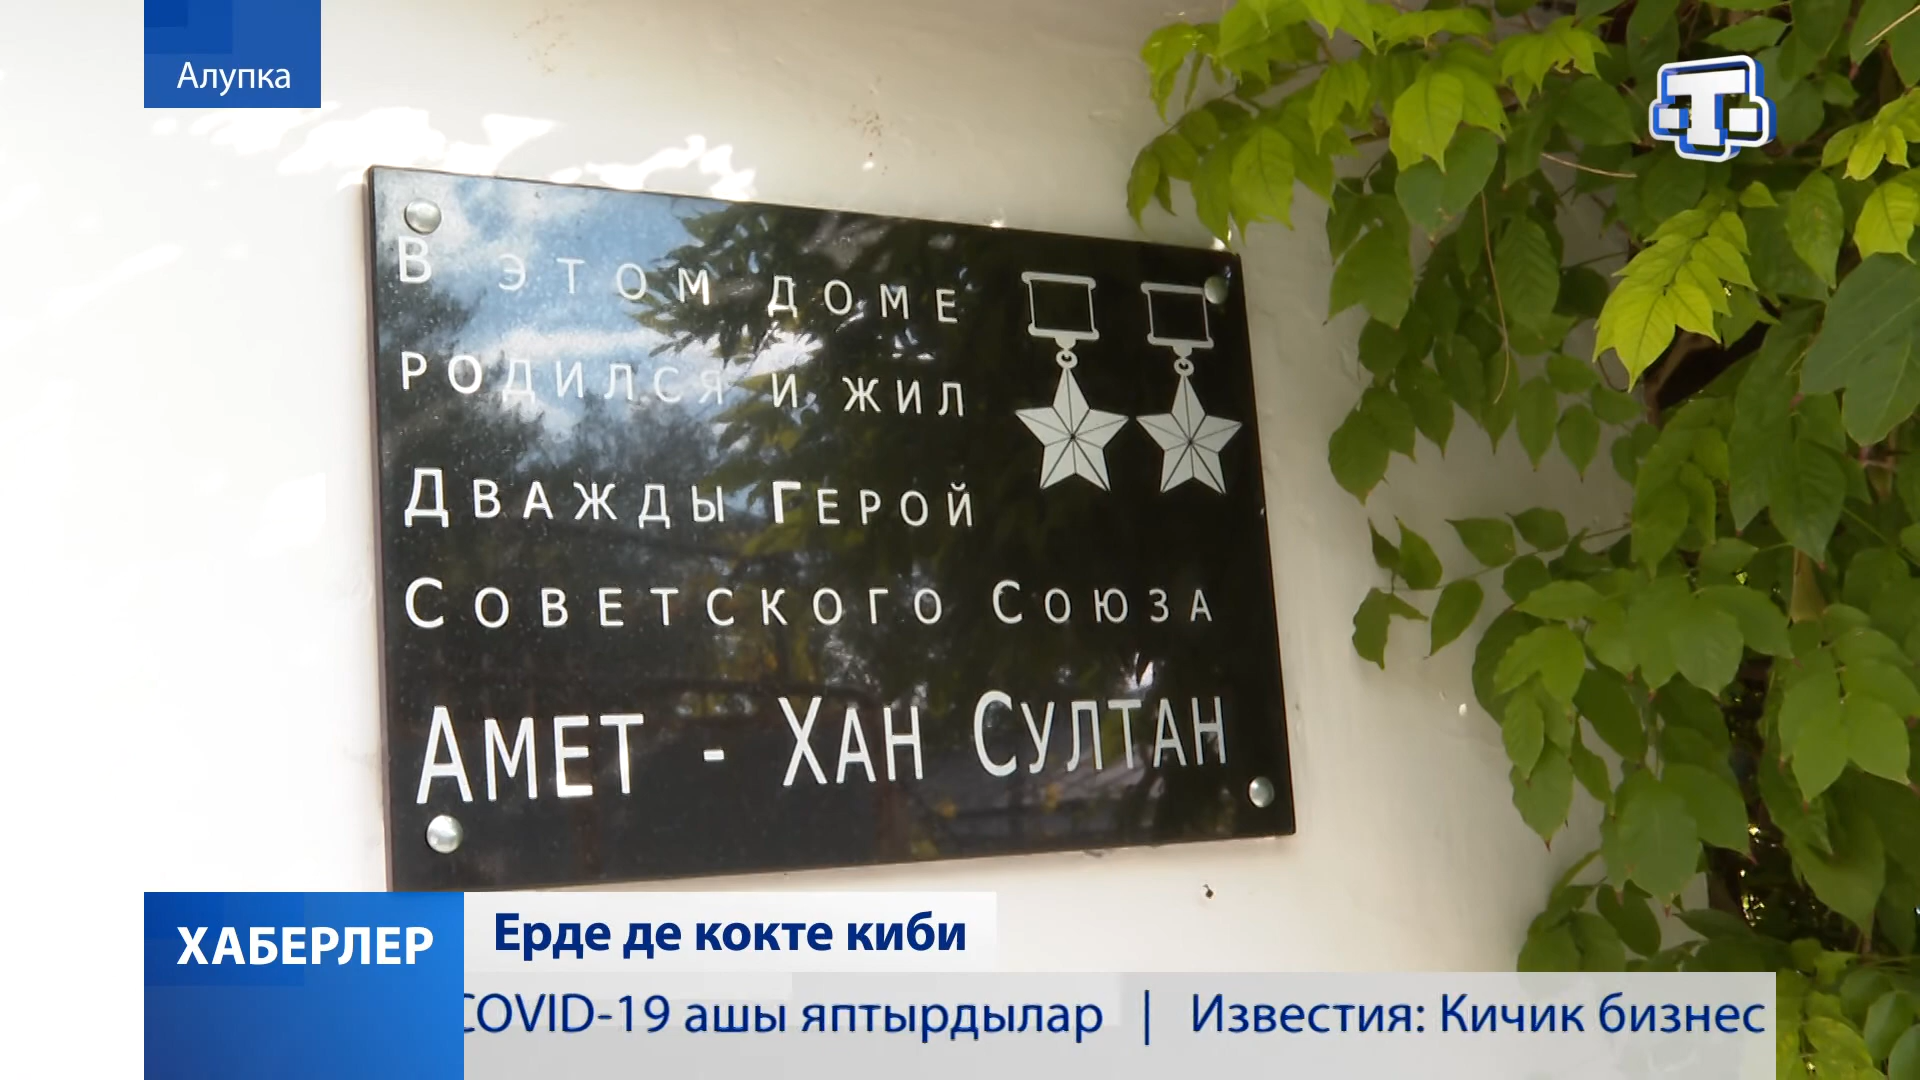 Алупка
Т
В ЭТОМ ДОМЕ
РОДИЛСЯ И ЖИЛ
ДВАЖДЫ ГЕРОЙ
СОВЕТСКОГО СОЮЗА
АМЕТ - ХАН СУЛТАН
ХАБЕРЛЕР
Ерде де кокте киби
COVID-19 ашы яптырдылар | Известия: Кичик бизнес